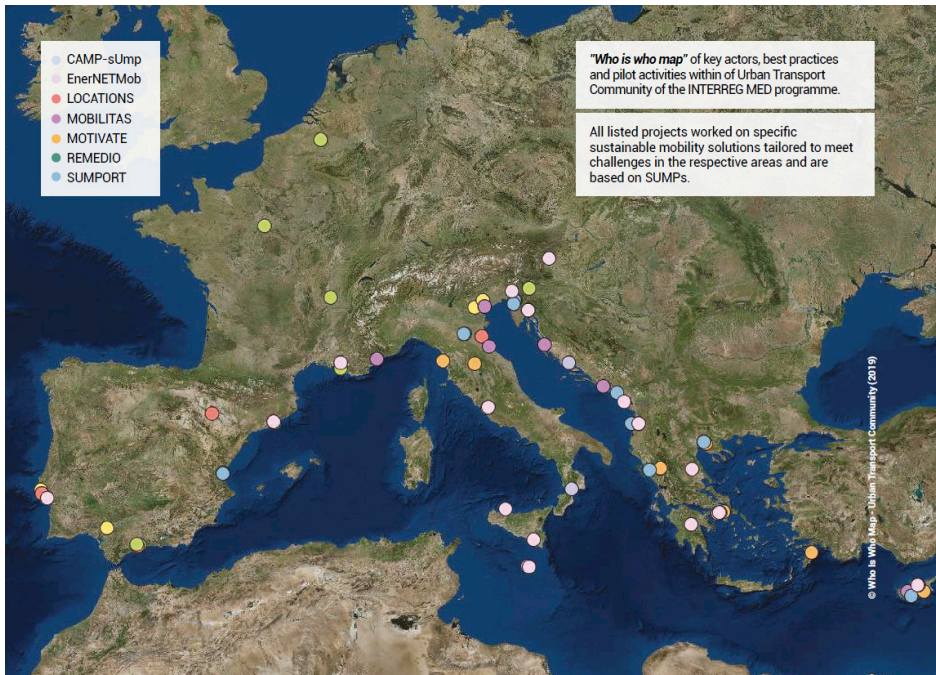 CAMP-sUmp
EnerNETMob
LOCATIONS
MOBILITAS
MOTIVATE
REMEDIO
SUMPORT
"Who is who map" of key actors, best practices
and pilot activities within of Urban Transport
Community of the INTERREG MED programme.
All listed projects worked on specific
sustainable mobility solutions tailored to meet
challenges in the respective areas and are
based on SUMPs.
© Who Is Who Map - Urban Transport Community (2019)